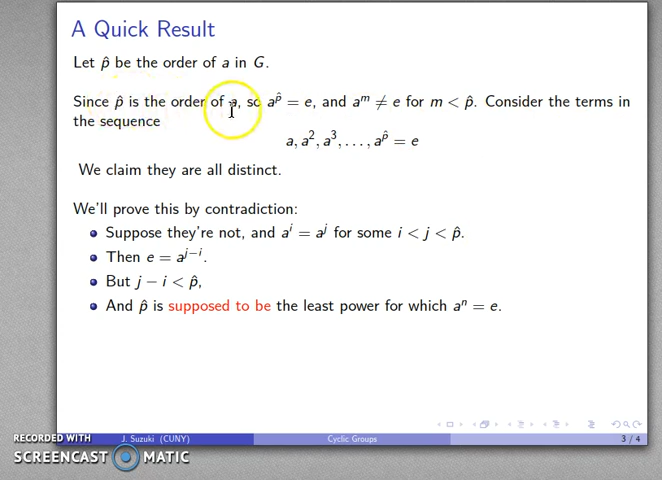 A Quick Result
Let p̂ be the order of a in G.
Since p̂ is the order of a, so a^p̂ = e, and a^m ≠ e for m < p̂. Consider the terms in
the sequence
a, a², a³, . . . , a^p̂ = e
We claim they are all distinct.
We'll prove this by contradiction:
Suppose they're not, and a^i = a^j for some i < j < p̂.
Then e = a^{j−i}.
But j − i < p̂,
And p̂ is supposed to be the least power for which a^n = e.
RECORDED WITH
SCREENCAST MATIC
J. Suzuki (CUNY)
Cyclic Groups
3 / 4